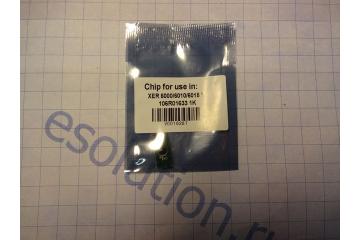 Chip for use in:
XER 6000/6010/6015
106R01633 1K
esolution.ru